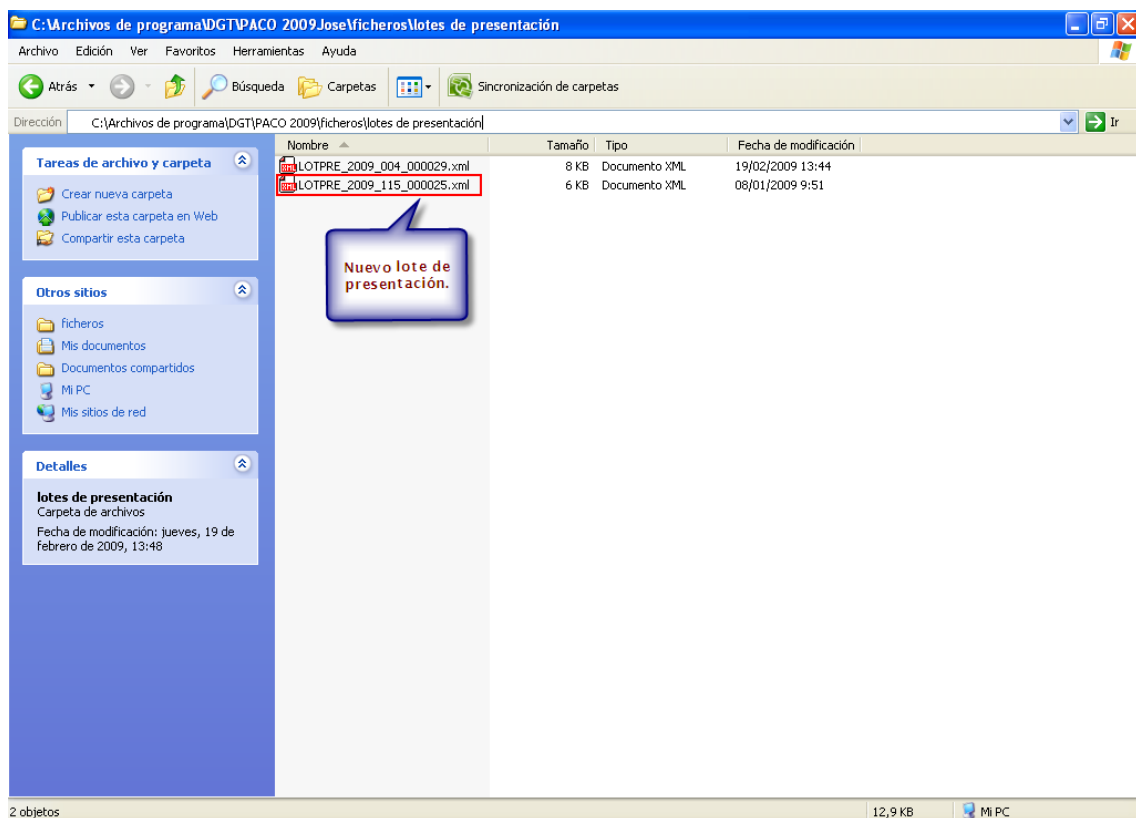 C:\Archivos de programa\DGT\PACO 2009Jose\ficheros\lotes de presentación
Archivo Edición Ver Favoritos Herramientas Ayuda
Atrás Búsqueda Carpetas Sincronización de carpetas
Dirección C:\Archivos de programa\DGT\PACO 2009\ficheros\lotes de presentación Ir
Nombre Tamaño Tipo Fecha de modificación
LOTPRE_2009_004_000029.xml 8 KB Documento XML 19/02/2009 13:44
LOTPRE_2009_115_000025.xml 6 KB Documento XML 08/01/2009 9:51
Nuevo lote de
presentación.
Tareas de archivo y carpeta
Crear nueva carpeta
Publicar esta carpeta en Web
Compartir esta carpeta
Otros sitios
ficheros
Mis documentos
Documentos compartidos
Mi PC
Mis sitios de red
Detalles
lotes de presentación
Carpeta de archivos
Fecha de modificación: jueves, 19 de
febrero de 2009, 13:48
2 objetos 12,9 KB Mi PC